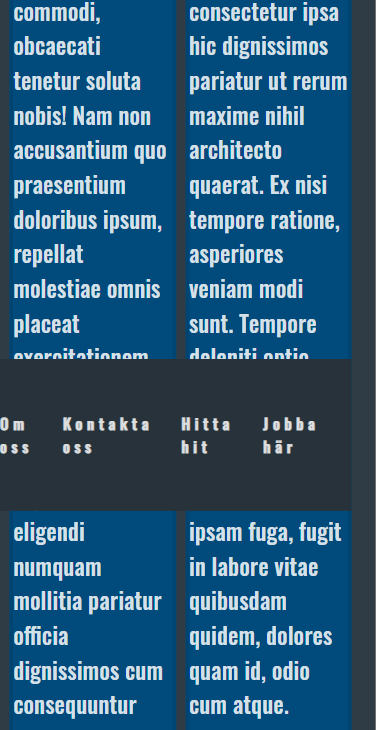 commodi,
obcaecati
tenetur soluta
nobis! Nam non
accusantium quo
praesentium
doloribus ipsum,
repellat
molestiae omnis
placeat
exercitationem
consectetur ipsa
hic dignissimos
pariatur ut rerum
maxime nihil
architecto
quaerat. Ex nisi
tempore ratione,
asperiores
veniam modi
sunt. Tempore
deleniti optio
Om
oss
Kontakta
oss
Hitta
hit
Jobba
här
eligendi
numquam
mollitia pariatur
officia
dignissimos cum
consequuntur
ipsam fuga, fugit
in labore vitae
quibusdam
quidem, dolores
quam id, odio
cum atque.